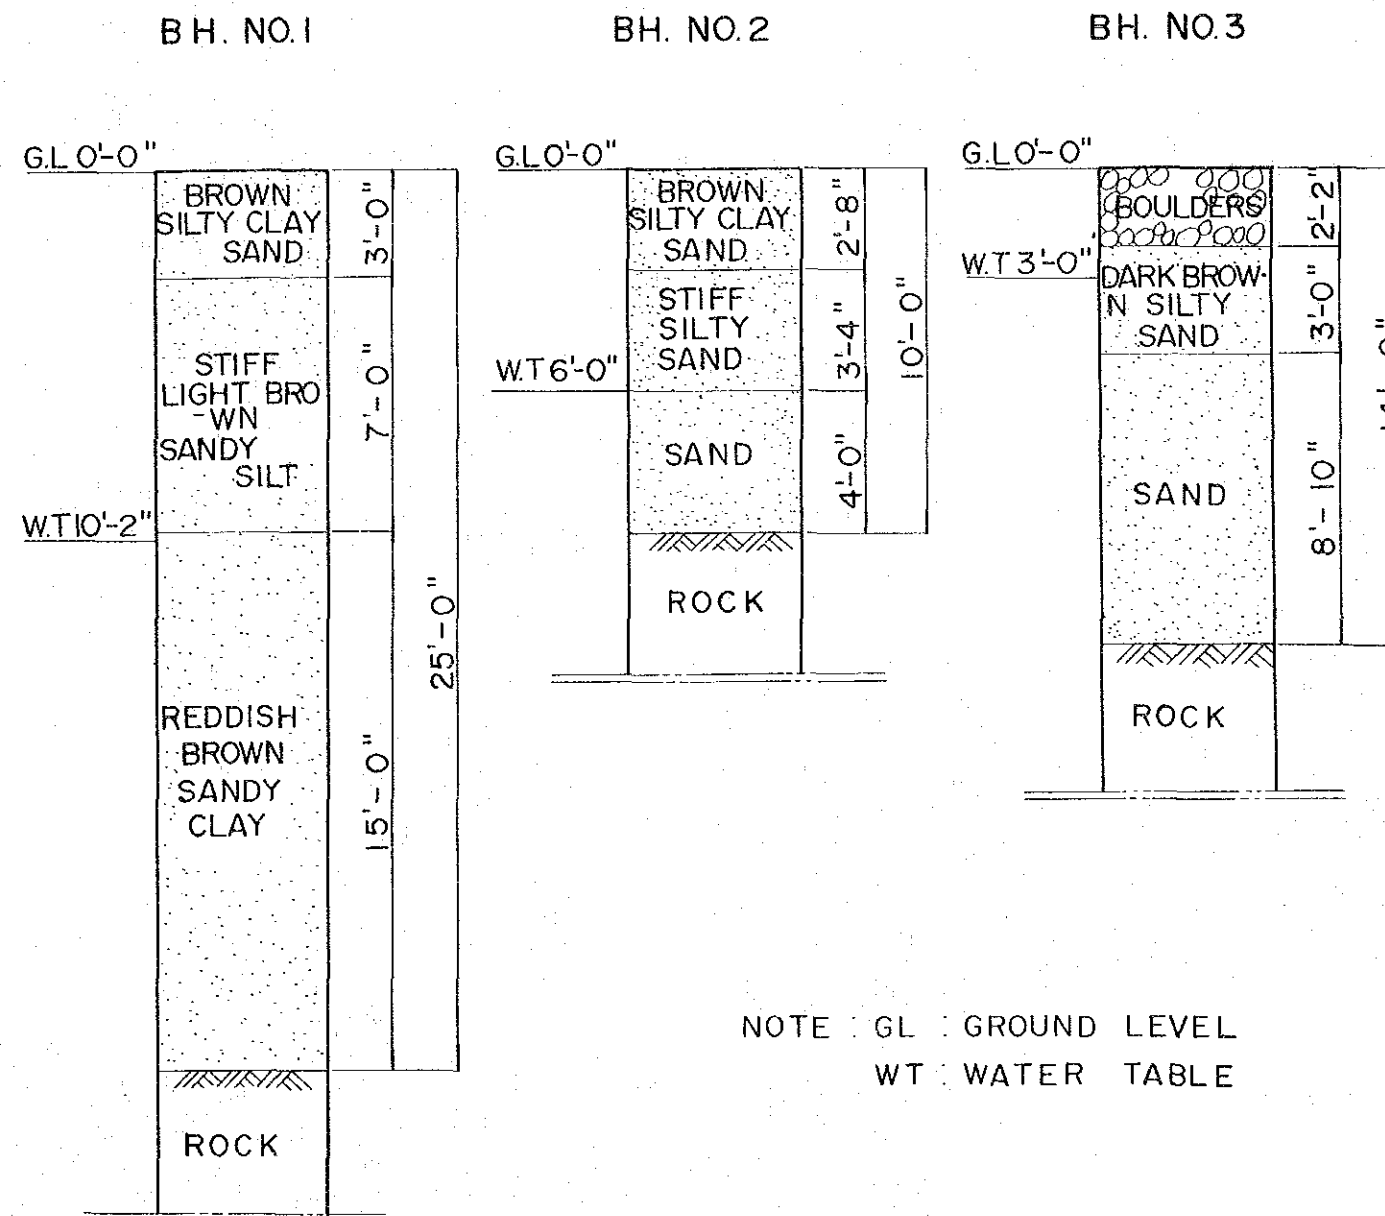 BH. NO.1
G.L 0'-0"
BROWN
SILTY CLAY
SAND
3'-0"
STIFF
LIGHT BRO
-WN
SANDY
SILT
7'-0"
W.T 10'-2"
REDDISH
BROWN
SANDY
CLAY
15'-0"
25'-0"
ROCK
BH. NO.2
G.L 0'-0"
BROWN
SILTY CLAY
SAND
2'-8"
STIFF
SILTY
SAND
3'-4"
W.T 6'-0"
SAND
4'-0"
10'-0"
ROCK
BH. NO.3
G.L 0'-0"
BOULDERS
2'-2"
W.T 3'-0"
DARK BROW-
N SILTY
SAND
3'-0"
SAND
8'-10"
ROCK
NOTE : GL : GROUND LEVEL
WT : WATER TABLE